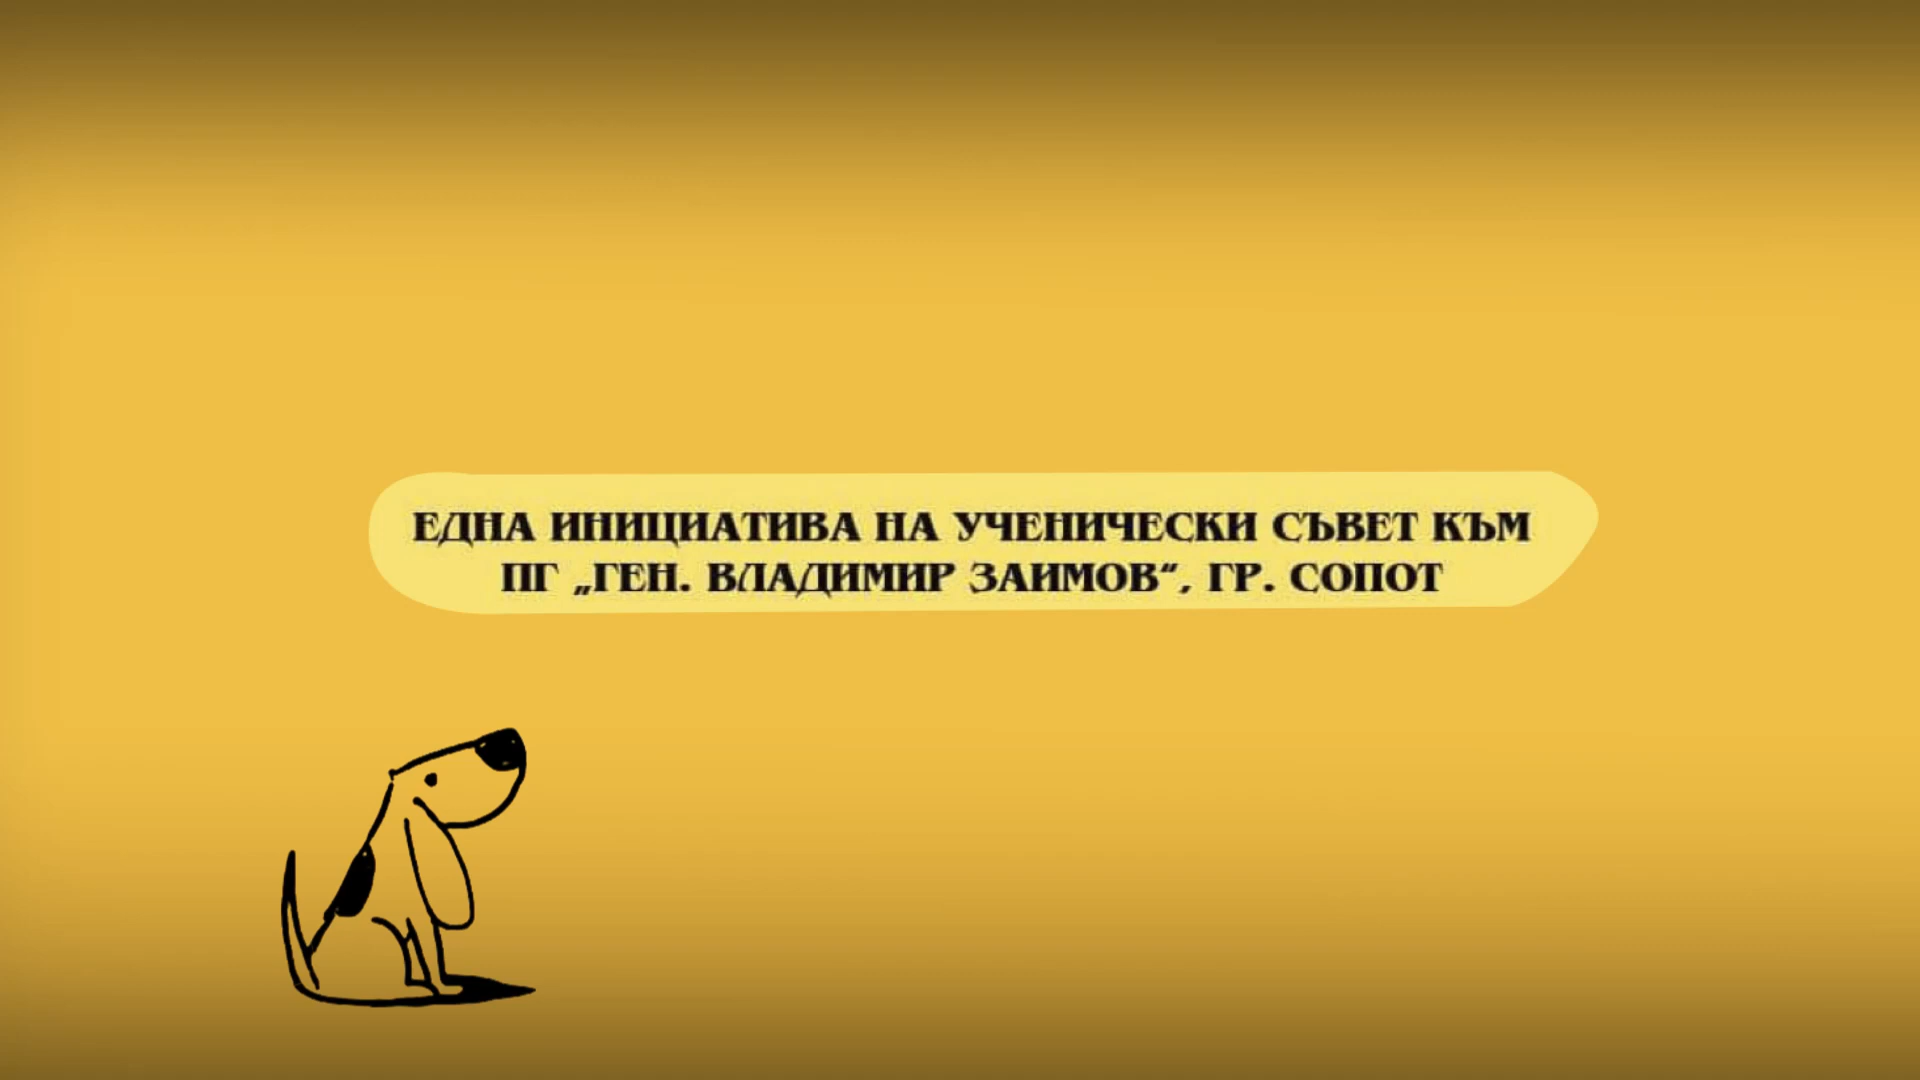 ЕДНА ИНИЦИАТИВА НА УЧЕНИЧЕСКИ СЪВЕТ КЪМ
ПГ „ГЕН. ВЛАДИМИР ЗАИМОВ“, ГР. СОПОТ